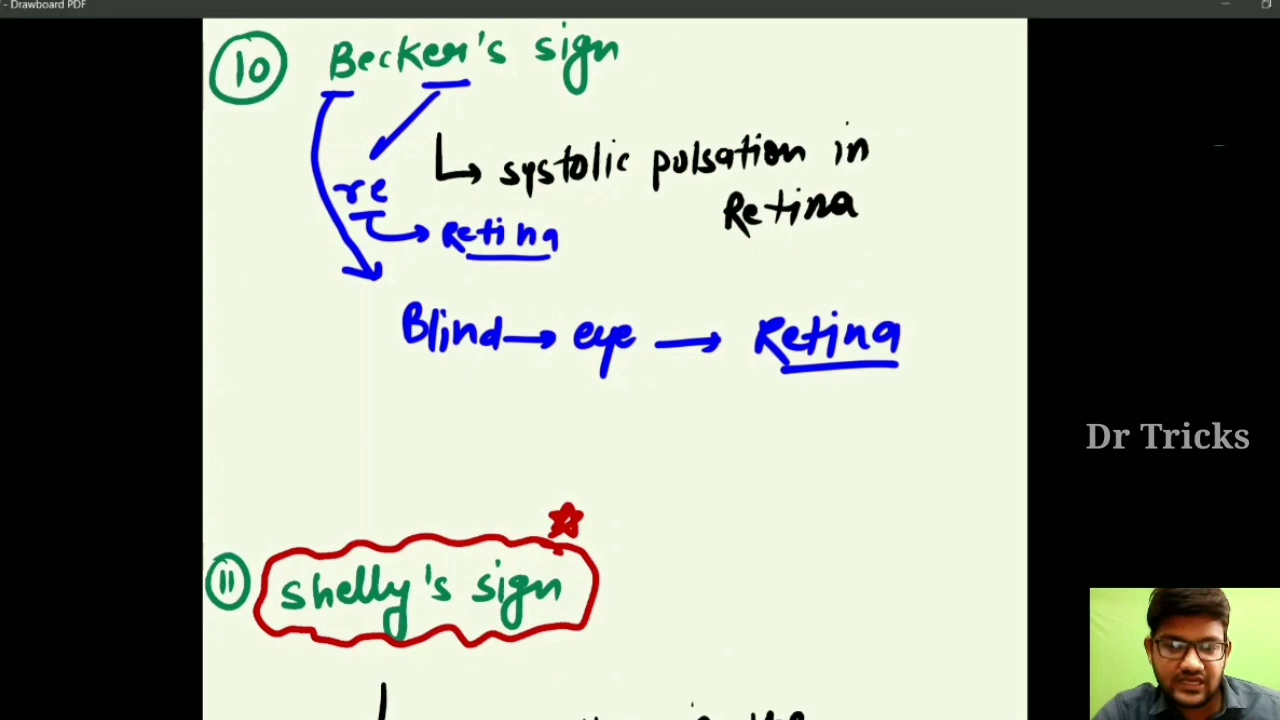 - Drawboard PDF
10 Becker's sign
↳ systolic pulsation in
Retina
re
→ Retina
Blind → eye → Retina
Dr Tricks
11 Shelly's sign